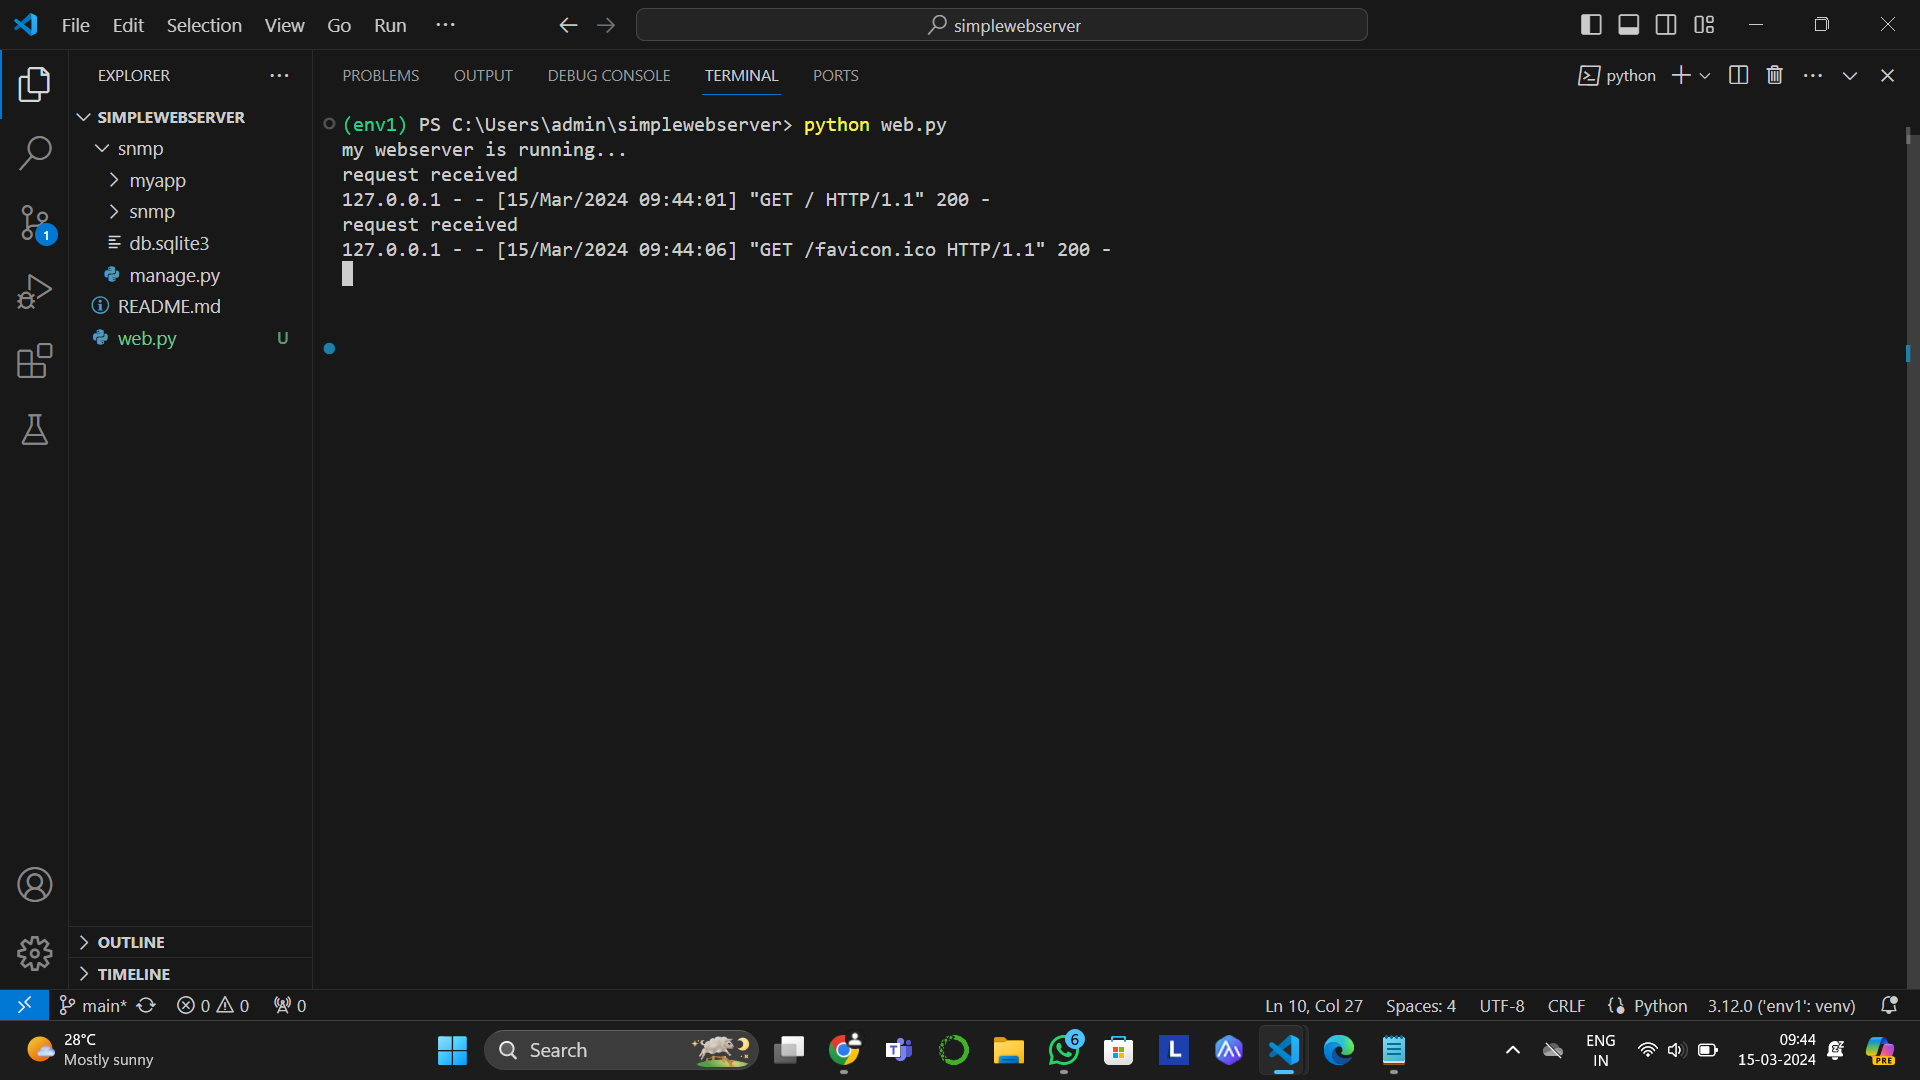 File Edit Selection View Go Run ...
simplewebserver
EXPLORER
PROBLEMS OUTPUT DEBUG CONSOLE TERMINAL PORTS
python
SIMPLEWEBSERVER
snmp
myapp
snmp
db.sqlite3
manage.py
README.md
web.py U
1
(env1) PS C:\Users\admin\simplewebserver> python web.py
my webserver is running...
request received
127.0.0.1 - - [15/Mar/2024 09:44:01] "GET / HTTP/1.1" 200 -
request received
127.0.0.1 - - [15/Mar/2024 09:44:06] "GET /favicon.ico HTTP/1.1" 200 -
OUTLINE
TIMELINE
main* 0 0 0
Ln 10, Col 27 Spaces: 4 UTF-8 CRLF Python 3.12.0 ('env1': venv)
28°C
Mostly sunny
Search
6
L
ENG
IN
09:44
15-03-2024
PRE